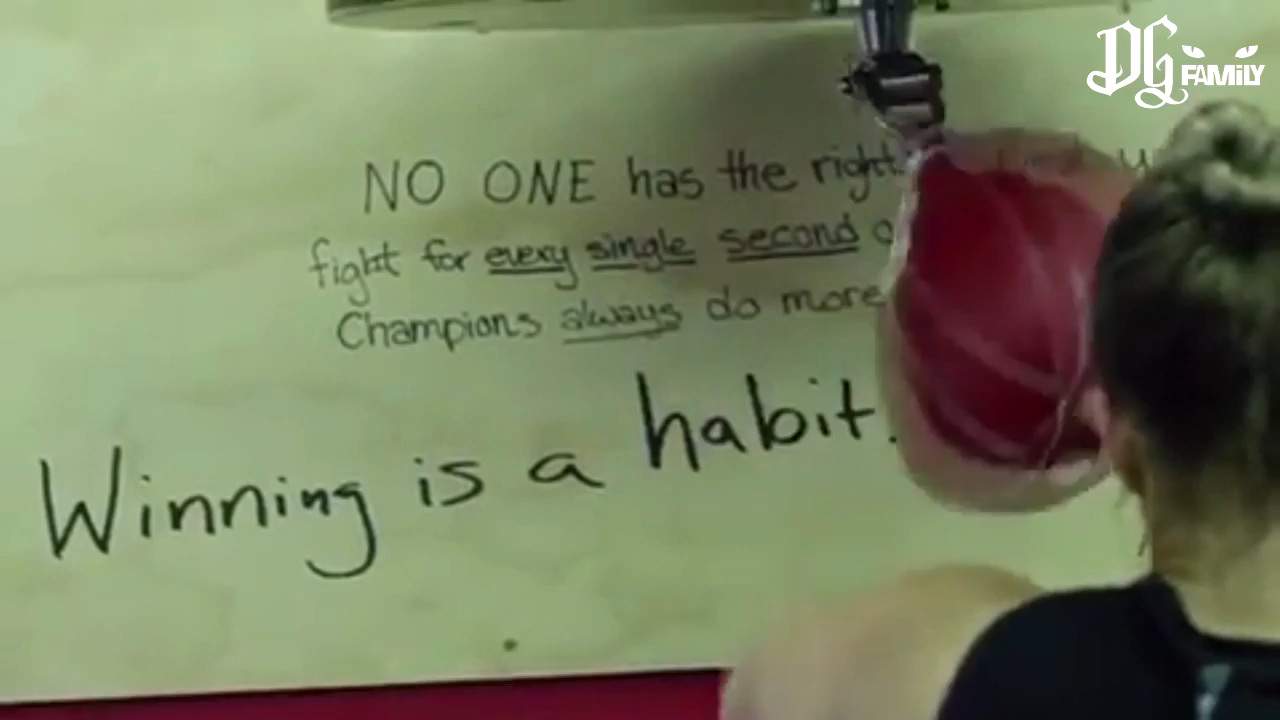 DG FAMiLY
NO ONE has the right
fight for every single second
Champions always do more
Winning is a habit.